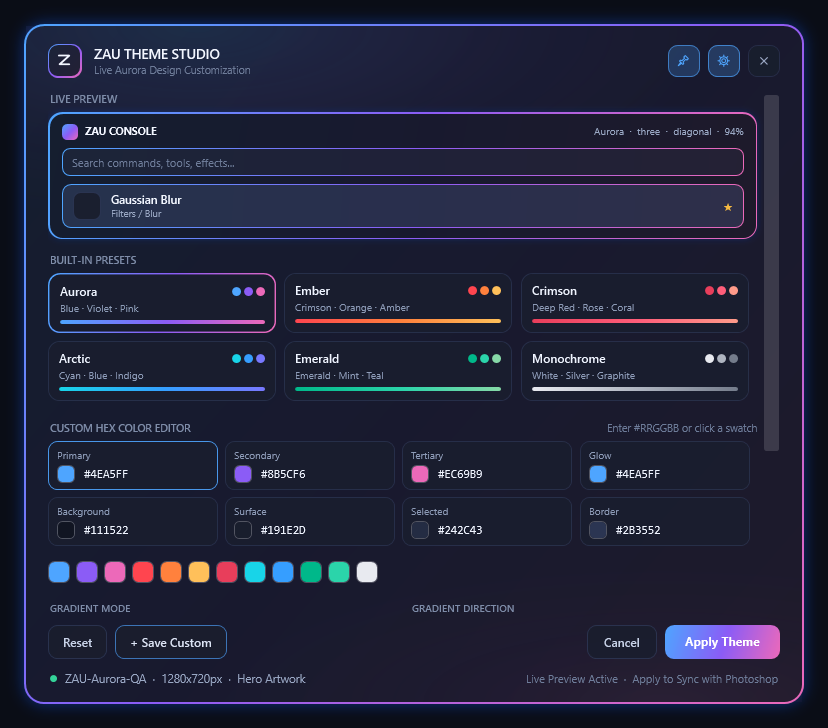 Z
ZAU THEME STUDIO
Live Aurora Design Customization
LIVE PREVIEW
ZAU CONSOLE
Aurora · three · diagonal · 94%
Search commands, tools, effects...
Gaussian Blur
Filters / Blur
BUILT-IN PRESETS
Aurora
Blue · Violet · Pink
Ember
Crimson · Orange · Amber
Crimson
Deep Red · Rose · Coral
Arctic
Cyan · Blue · Indigo
Emerald
Emerald · Mint · Teal
Monochrome
White · Silver · Graphite
CUSTOM HEX COLOR EDITOR
Enter #RRGGBB or click a swatch
Primary
#4EA5FF
Secondary
#8B5CF6
Tertiary
#EC69B9
Glow
#4EA5FF
Background
#111522
Surface
#191E2D
Selected
#242C43
Border
#2B3552
GRADIENT MODE
GRADIENT DIRECTION
Reset
+ Save Custom
Cancel
Apply Theme
ZAU-Aurora-QA · 1280x720px · Hero Artwork
Live Preview Active · Apply to Sync with Photoshop